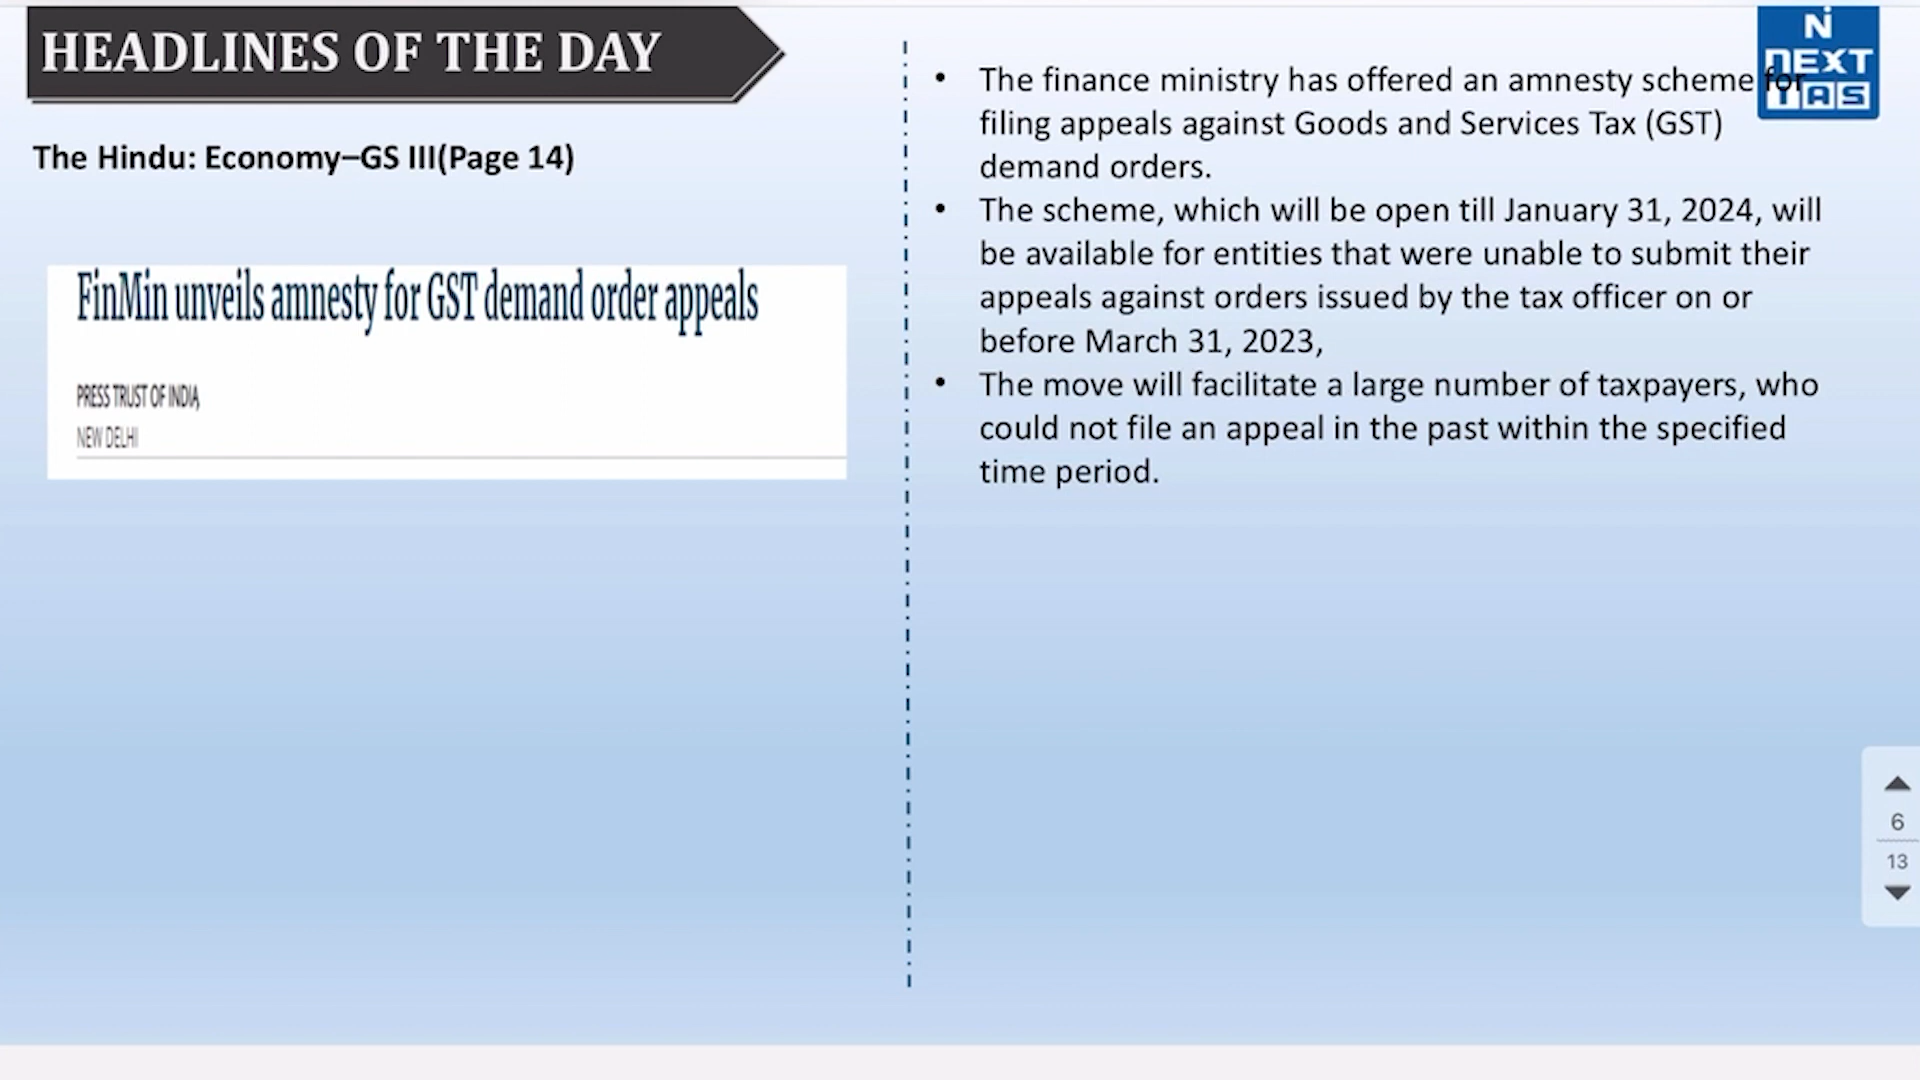 HEADLINES OF THE DAY
The Hindu: Economy–GS III(Page 14)
FinMin unveils amnesty for GST demand order appeals
PRESS TRUST OF INDIA
NEW DELHI
N
NEXT
IAS
• The finance ministry has offered an amnesty scheme for
filing appeals against Goods and Services Tax (GST)
demand orders.
• The scheme, which will be open till January 31, 2024, will
be available for entities that were unable to submit their
appeals against orders issued by the tax officer on or
before March 31, 2023,
• The move will facilitate a large number of taxpayers, who
could not file an appeal in the past within the specified
time period.
6
13